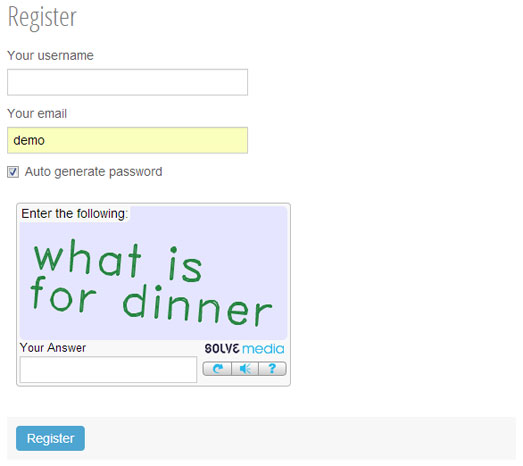 Register
Your username
Your email
demo
Auto generate password
Enter the following:
what is
for dinner
Your Answer
SOLVE media
?
Register